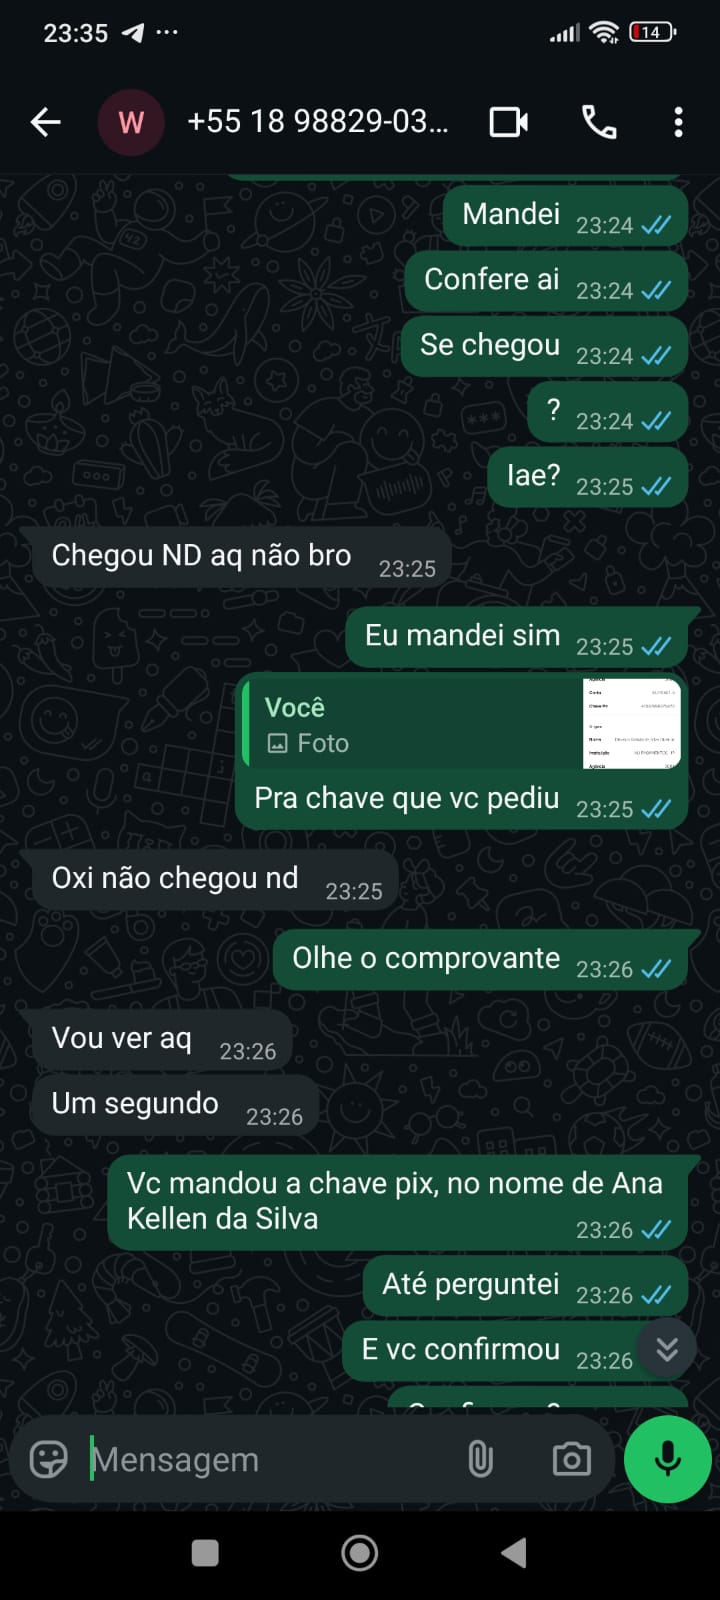 23:35
14
W
+55 18 98829-03...
Mandei 23:24
Confere ai 23:24
Se chegou 23:24
? 23:24
Iae? 23:25
Chegou ND aq não bro 23:25
Eu mandei sim 23:25
Você
Foto
Pra chave que vc pediu 23:25
Oxi não chegou nd 23:25
Olhe o comprovante 23:26
Vou ver aq 23:26
Um segundo 23:26
Vc mandou a chave pix, no nome de Ana
Kellen da Silva 23:26
Até perguntei 23:26
E vc confirmou 23:26
Mensagem